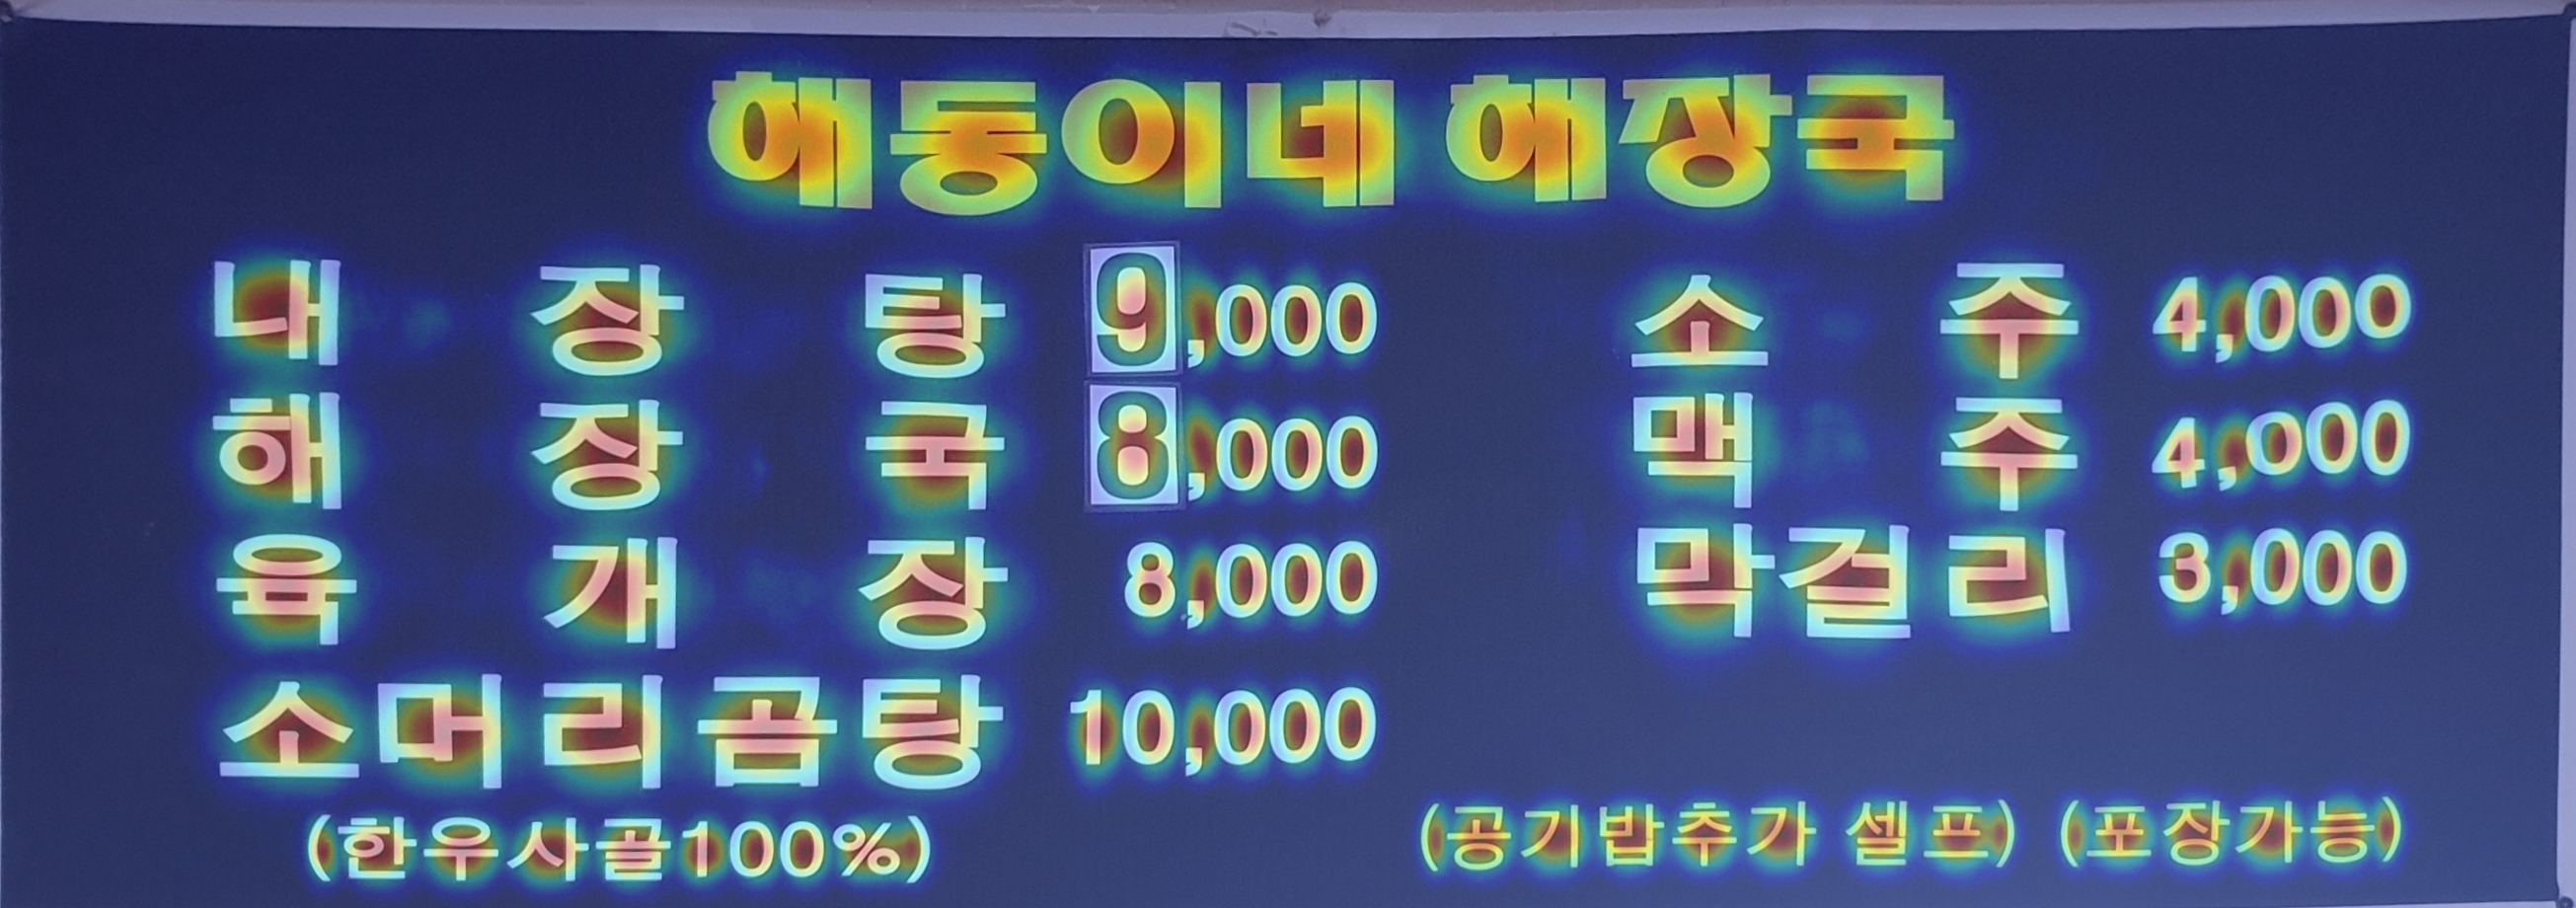 해동이네 해장국
내장탕 9,000
해장국 8,000
육개장 8,000
소머리곰탕 10,000
(한우사골100%)
소주 4,000
맥주 4,000
막걸리 3,000
(공기밥추가 셀프) (포장가능)